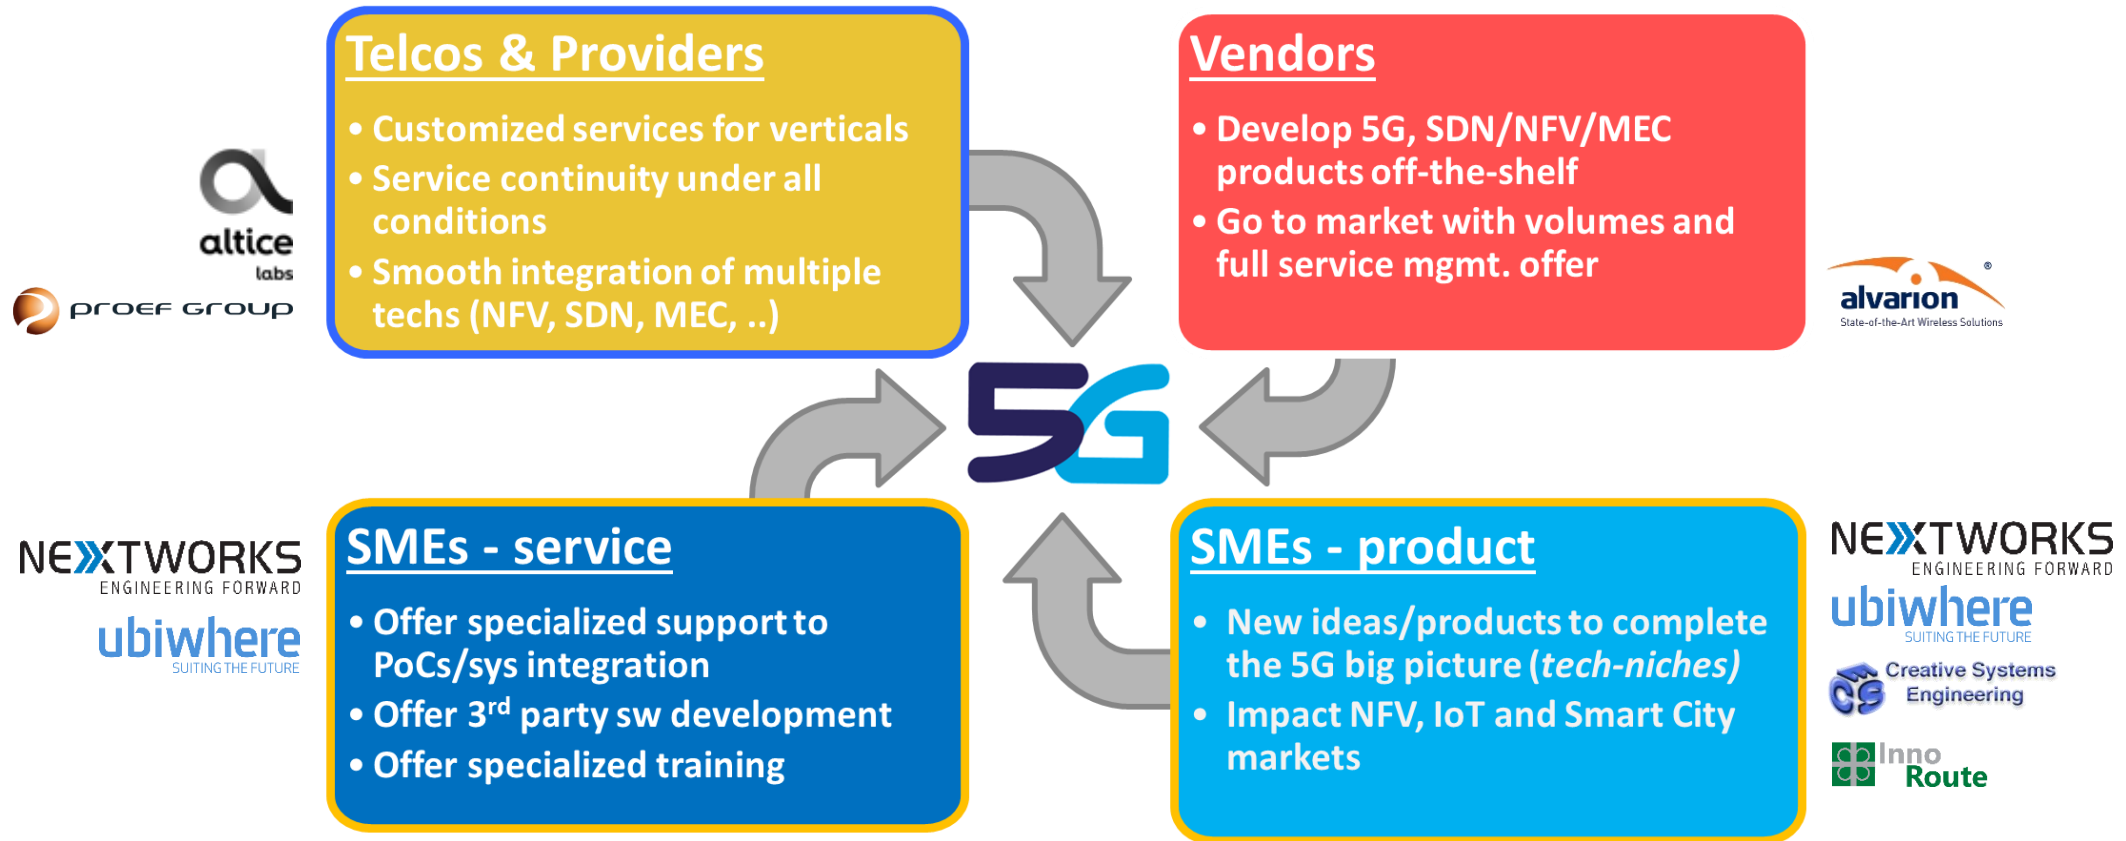 Telcos & Providers
• Customized services for verticals
• Service continuity under all
conditions
• Smooth integration of multiple
techs (NFV, SDN, MEC, ..)
altice
labs
PROEF GROUP
Vendors
• Develop 5G, SDN/NFV/MEC
products off-the-shelf
• Go to market with volumes and
full service mgmt. offer
alvarion
®
State-of-the-Art Wireless Solutions
5G
SMEs - service
• Offer specialized support to
PoCs/sys integration
• Offer 3rd party sw development
• Offer specialized training
NEXTWORKS
ENGINEERING FORWARD
ubiwhere
SUITING THE FUTURE
SMEs - product
• New ideas/products to complete
the 5G big picture (tech-niches)
• Impact NFV, IoT and Smart City
markets
NEXTWORKS
ENGINEERING FORWARD
ubiwhere
SUITING THE FUTURE
CS
Creative Systems
Engineering
Inno
Route